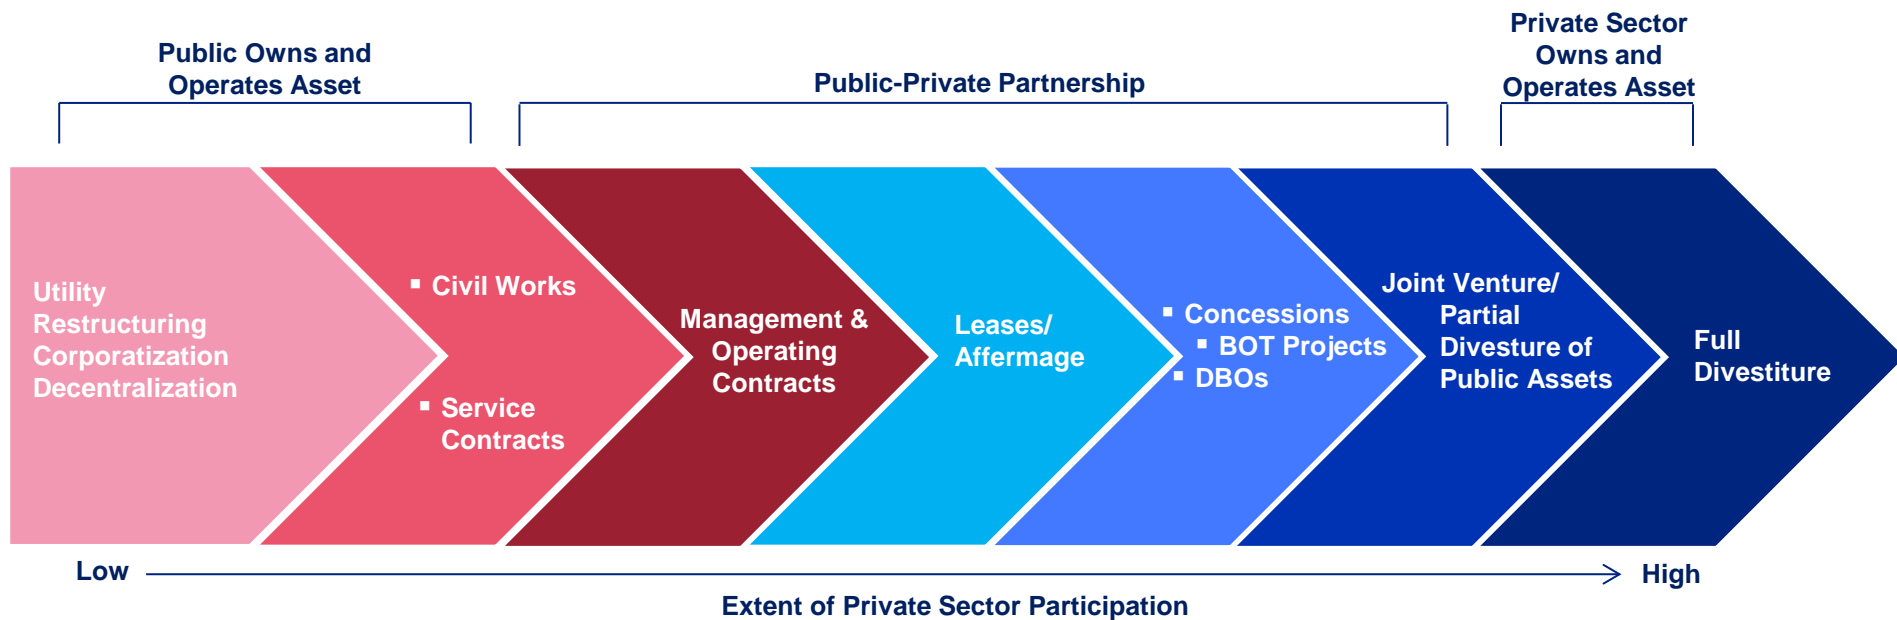 Public Owns and
Operates Asset
Public-Private Partnership
Private Sector
Owns and
Operates Asset
Utility
Restructuring
Corporatization
Decentralization
▪ Civil Works
▪ Service
Contracts
Management &
Operating
Contracts
Leases/
Affermage
▪ Concessions
▪ BOT Projects
▪ DBOs
Joint Venture/
Partial
Divesture of
Public Assets
Full
Divestiture
Low
High
Extent of Private Sector Participation